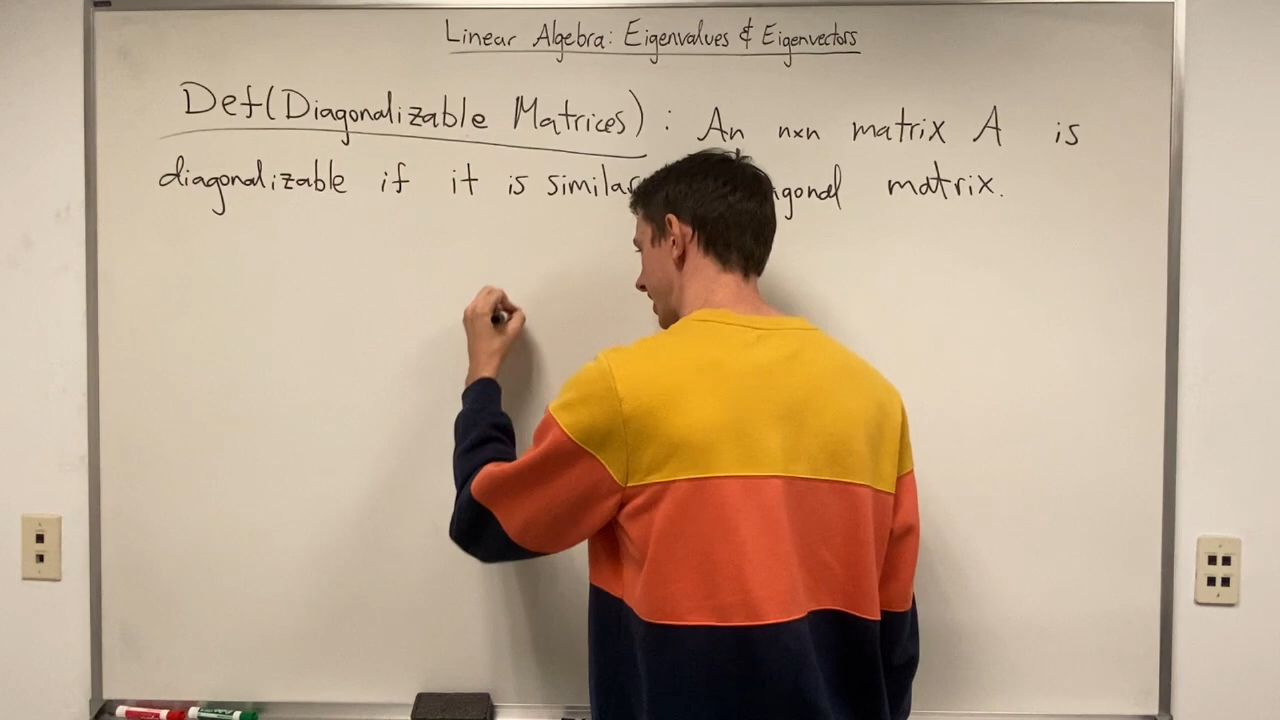 Linear Algebra: Eigenvalues & Eigenvectors
Def(Diagonalizable Matrices): An nxn matrix A is
diagonalizable if it is similar matrix.